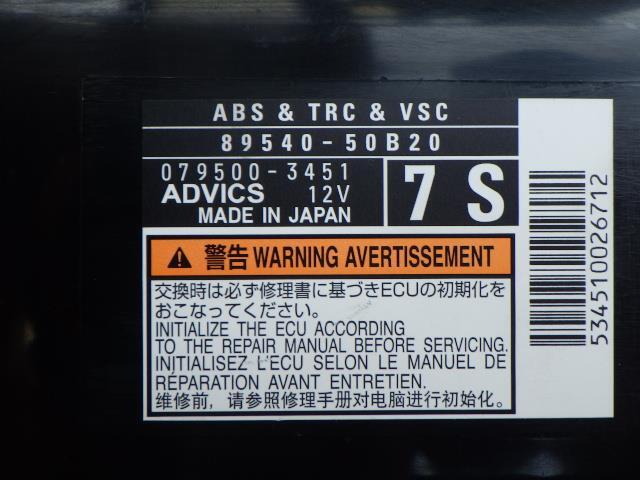 ABS & TRC & VSC
89540-50B20
079500-3451
ADVICS 12V
MADE IN JAPAN
7 S
警告 WARNING AVERTISSEMENT
交換時は必ず修理書に基づきECUの初期化を
おこなってください。
INITIALIZE THE ECU ACCORDING
TO THE REPAIR MANUAL BEFORE SERVICING.
INITIALISEZ L'ECU SELON LE MANUEL DE
RÉPARATION AVANT ENTRETIEN.
维修前，请参照修理手册对电脑进行初始化。
534510026712